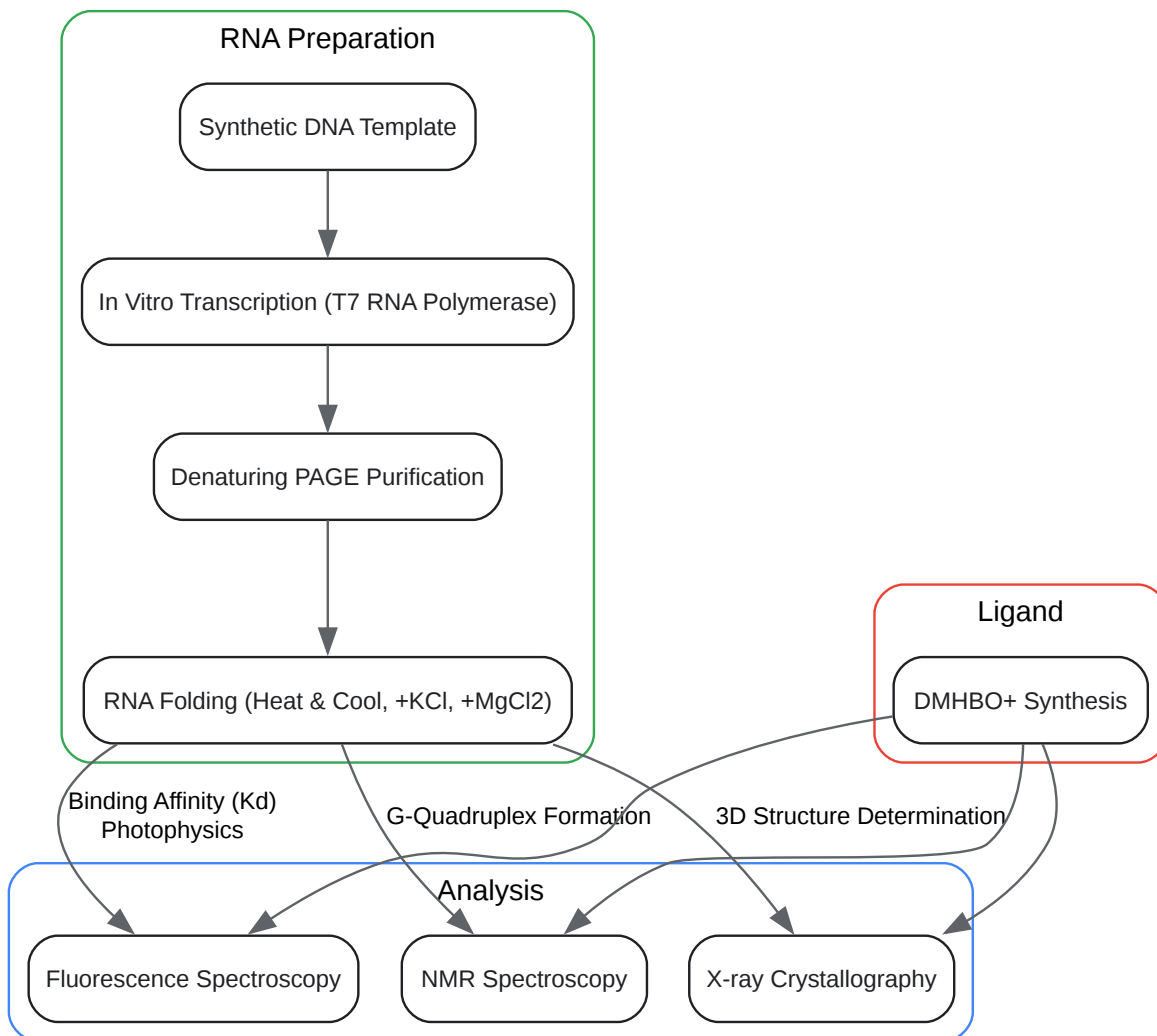 RNA Preparation
Synthetic DNA Template
In Vitro Transcription (T7 RNA Polymerase)
Denaturing PAGE Purification
Ligand
RNA Folding (Heat & Cool, +KCl, +MgCl2)
DMHBO+ Synthesis
Binding Affinity (Kd)
Photophysics
G-Quadruplex Formation
3D Structure Determination
Analysis
Fluorescence Spectroscopy
NMR Spectroscopy
X-ray Crystallography